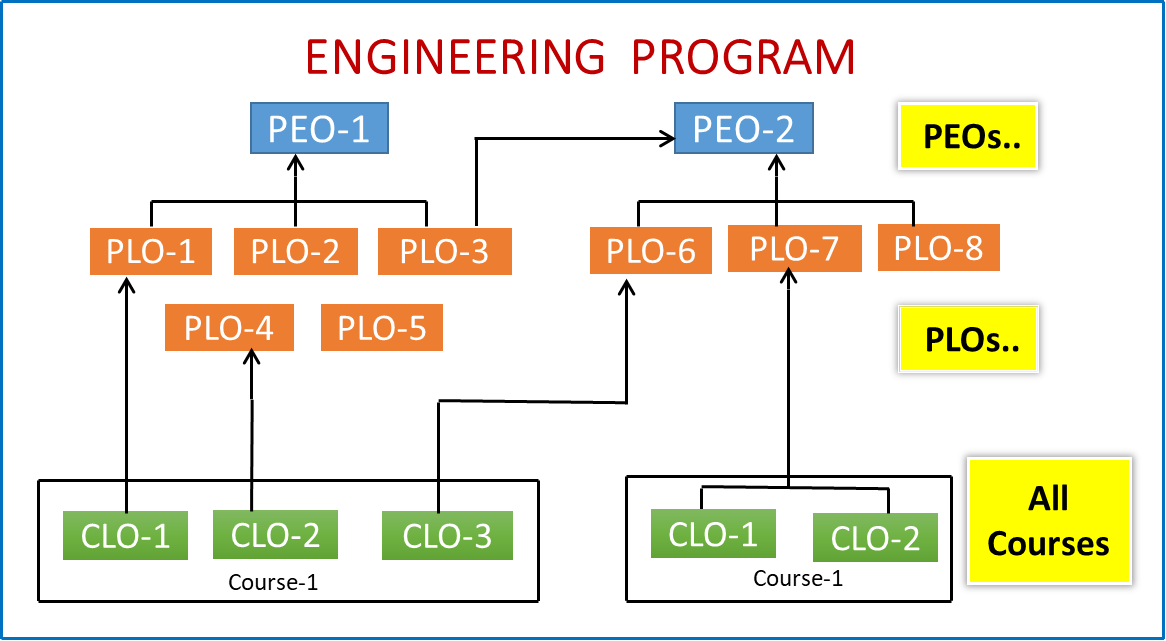 ENGINEERING PROGRAM
PEO-1
PEO-2
PEOs..
PLO-1
PLO-2
PLO-3
PLO-6
PLO-7
PLO-8
PLO-4
PLO-5
PLOs..
CLO-1
CLO-2
CLO-3
Course-1
CLO-1
CLO-2
Course-1
All
Courses